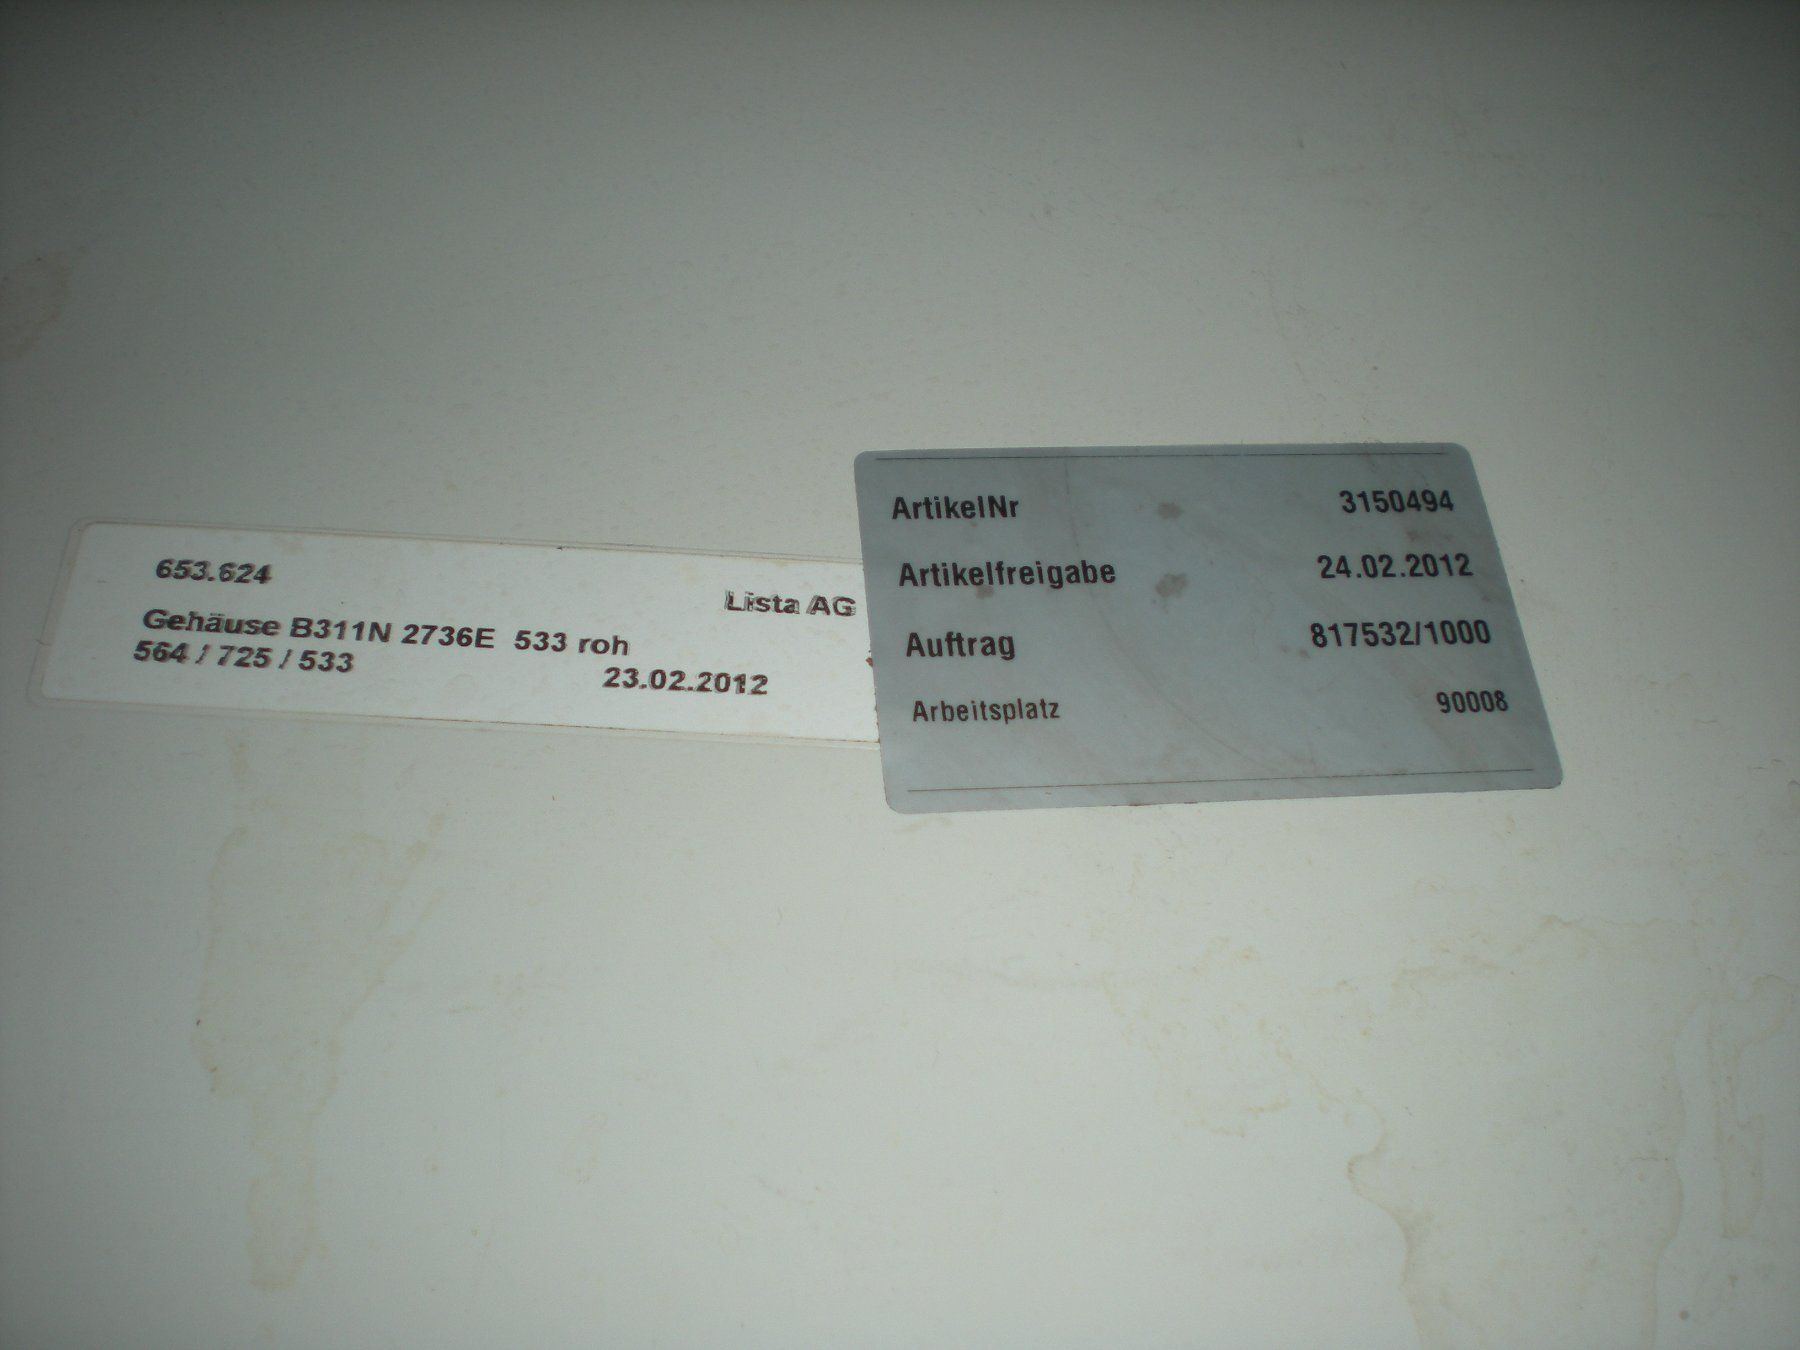 653.624
Lista AG
Gehäuse B311N 2736E 533 roh
564 / 725 / 533
23.02.2012
ArtikelNr 3150494
Artikelfreigabe 24.02.2012
Auftrag 817532/1000
Arbeitsplatz 90008